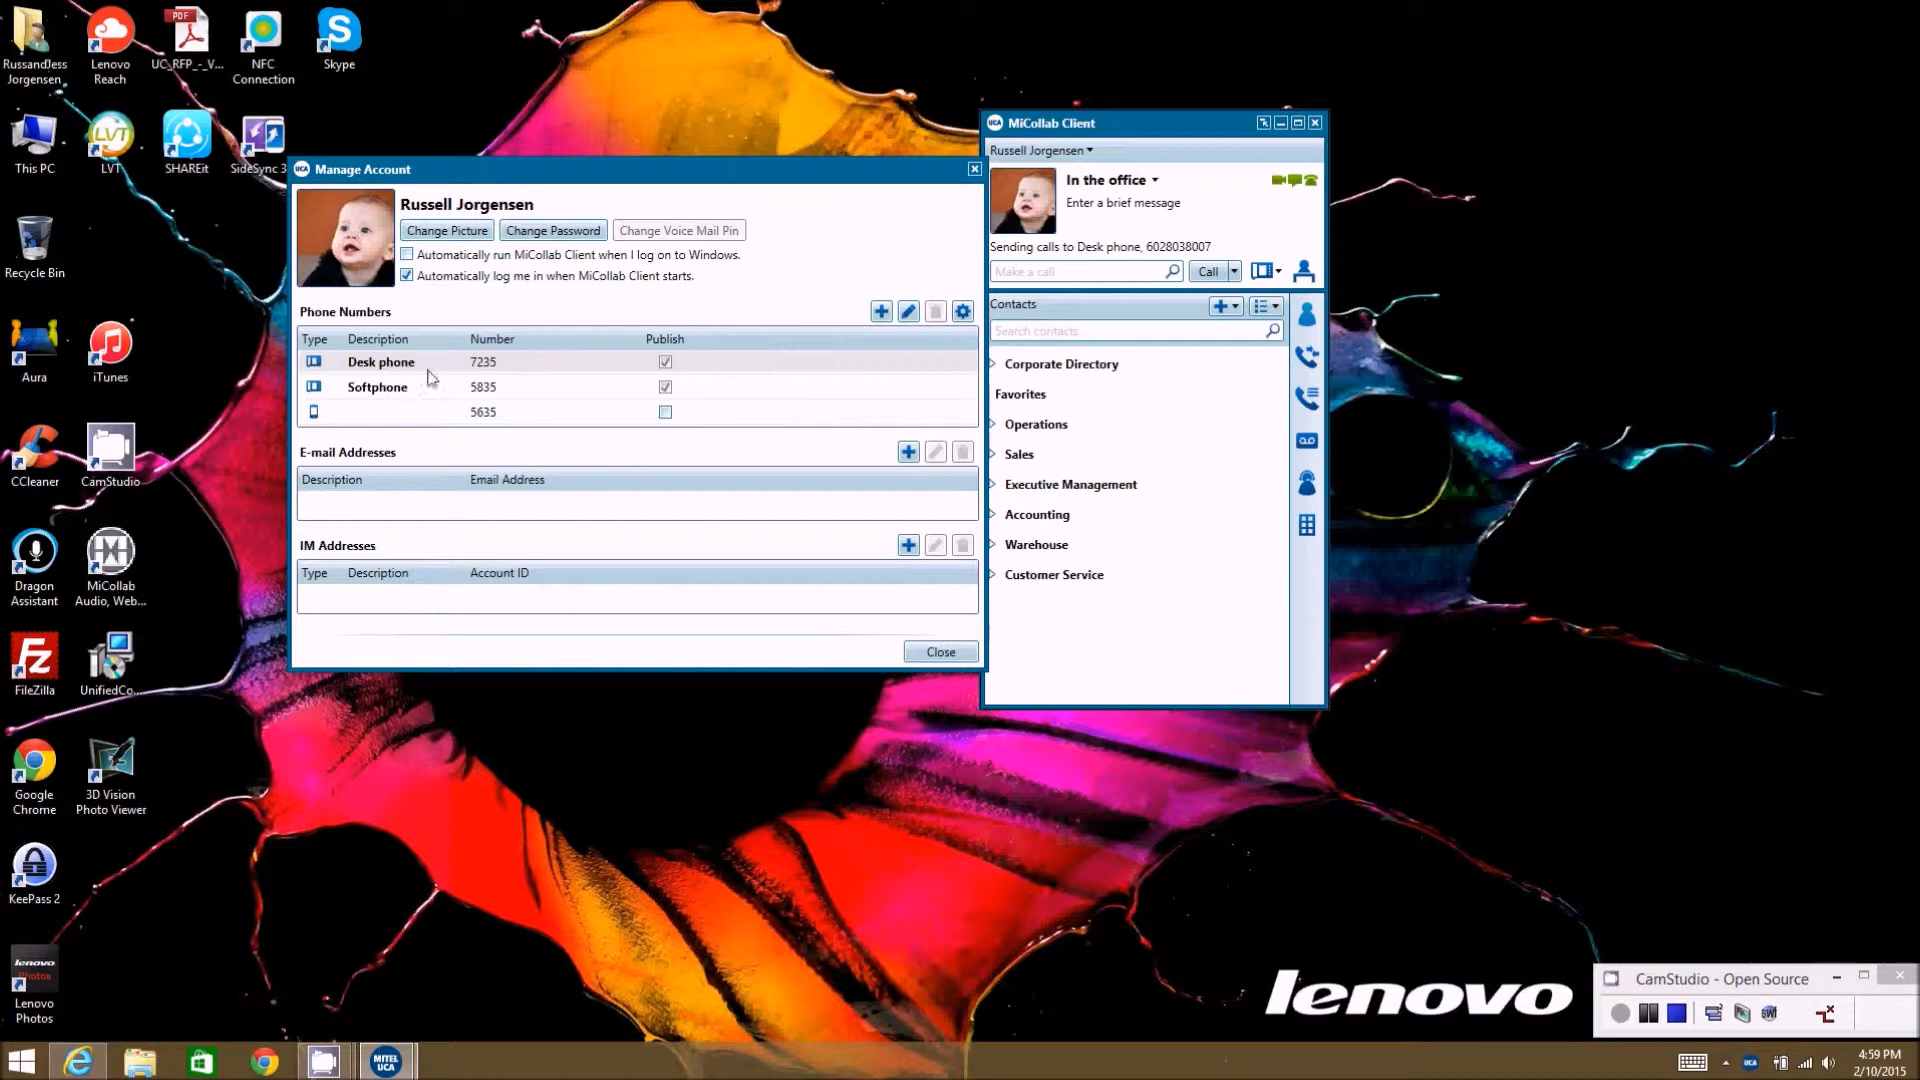 RussandJess
Jorgensen
Lenovo
Reach
PDF
UC_RFP_-_V...
NFC
Connection
Skype
This PC
LVT
LVT
SHAREit
SideSync 3
Recycle Bin
Aura
iTunes
CCleaner
CamStudio
Dragon
Assistant
MiCollab
Audio, Web...
FileZilla
UnifiedCo...
Google
Chrome
3D Vision
Photo Viewer
KeePass 2
lenovo
Photos
Lenovo
Photos
UCA Manage Account
Russell Jorgensen
Change Picture Change Password Change Voice Mail Pin
Automatically run MiCollab Client when I log on to Windows.
Automatically log me in when MiCollab Client starts.
Phone Numbers
Type Description Number Publish
Desk phone 7235
Softphone 5835
5635
E-mail Addresses
Description Email Address
IM Addresses
Type Description Account ID
Close
UCA MiCollab Client
Russell Jorgensen
In the office
Enter a brief message
Sending calls to Desk phone, 6028038007
Make a call Call
Contacts
Search contacts
Corporate Directory
Favorites
Operations
Sales
Executive Management
Accounting
Warehouse
Customer Service
lenovo
CamStudio - Open Source
MITEL
UCA
UCA
4:59 PM
2/10/2015